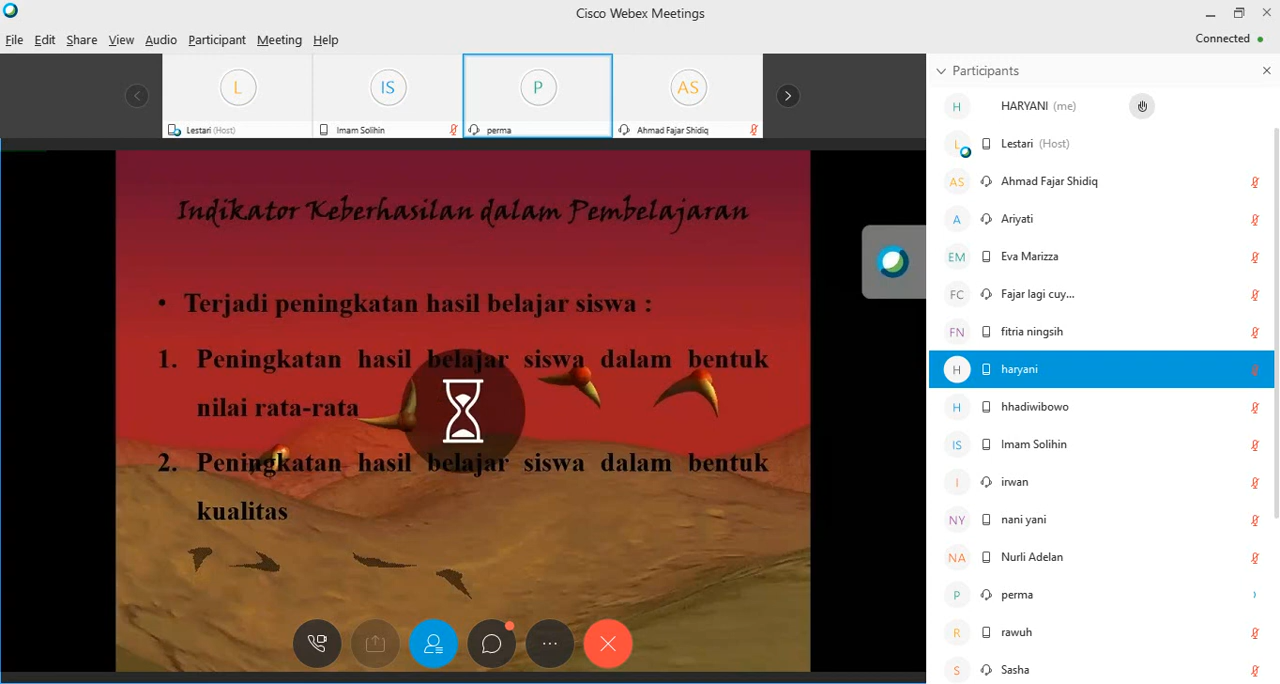 Cisco Webex Meetings
File Edit Share View Audio Participant Meeting Help
Connected
L
IS
P
AS
Lestari (Host)
Imam Solihin
perma
Ahmad Fajar Shidiq
Indikator Keberhasilan dalam Pembelajaran
• Terjadi peningkatan hasil belajar siswa :
1. Peningkatan hasil belajar siswa dalam bentuk
nilai rata-rata
2. Peningkatan hasil belajar siswa dalam bentuk
kualitas
Participants
H HARYANI (me)
L Lestari (Host)
AS Ahmad Fajar Shidiq
A Ariyati
EM Eva Marizza
FC Fajar lagi cuy...
FN fitria ningsih
H haryani
H hhadiwibowo
IS Imam Solihin
I irwan
NY nani yani
NA Nurli Adelan
P perma
R rawuh
S Sasha